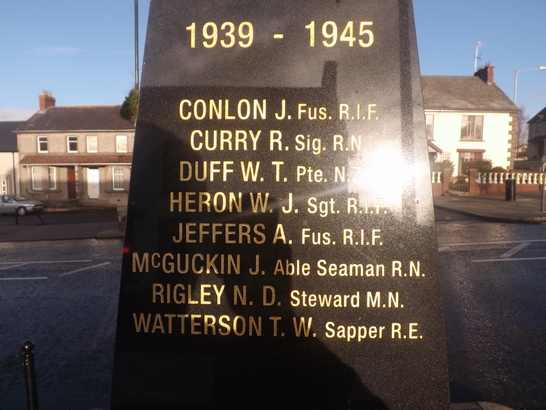 1939 - 1945
CONLON J. Fus. R.I.F.
CURRY R. Sig. R.N.
DUFF W. T. Pte.
HERON W. J. Sgt. R.I.F.
JEFFERS A. Fus. R.I.F.
McGUCKIN J. Able Seaman R.N.
RIGLEY N. D. Steward M.N.
WATTERSON T. W. Sapper R.E.